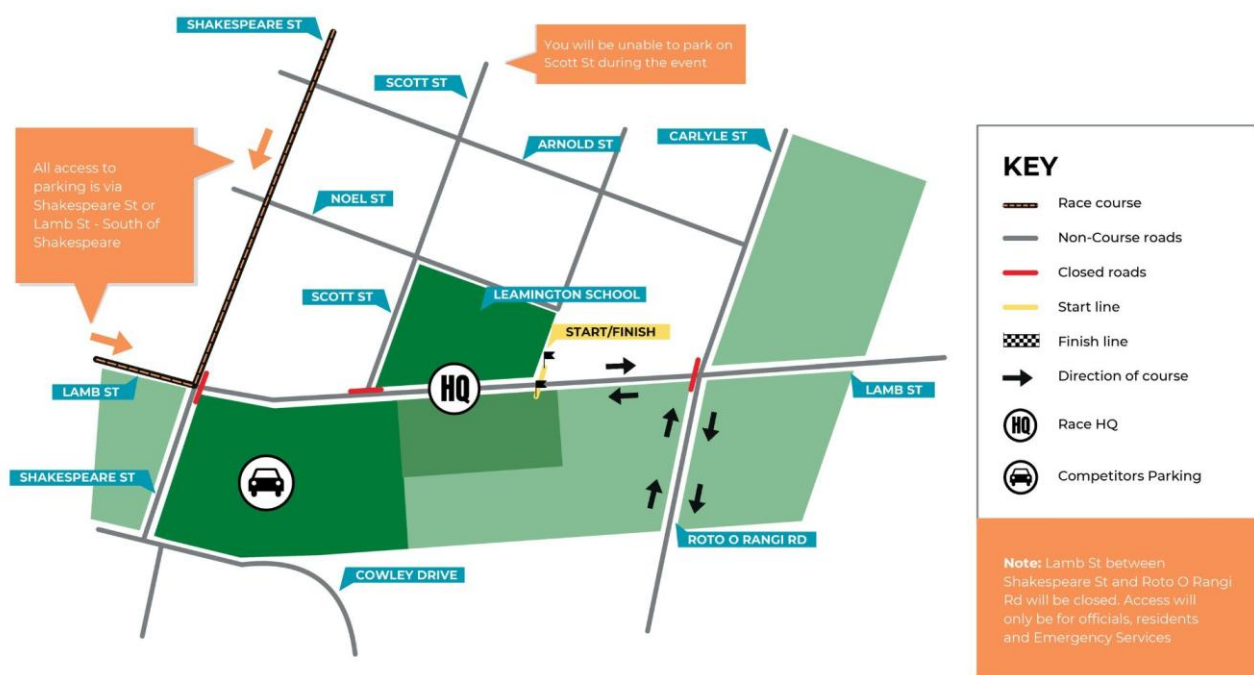 SHAKESPEARE ST
You will be unable to park on
Scott St during the event
SCOTT ST
CARLYLE ST
ARNOLD ST
All access to
parking is via
Shakespeare St or
Lamb St - South of
Shakespeare
NOEL ST
SCOTT ST
LEAMINGTON SCHOOL
START/FINISH
HQ
LAMB ST
LAMB ST
SHAKESPEARE ST
ROTO O RANGI RD
COWLEY DRIVE
KEY
Race course
Non-Course roads
Closed roads
Start line
Finish line
Direction of course
HQ
Race HQ
Competitors Parking
Note: Lamb St between
Shakespeare St and Roto O Rangi
Rd will be closed. Access will
only be for officials, residents
and Emergency Services